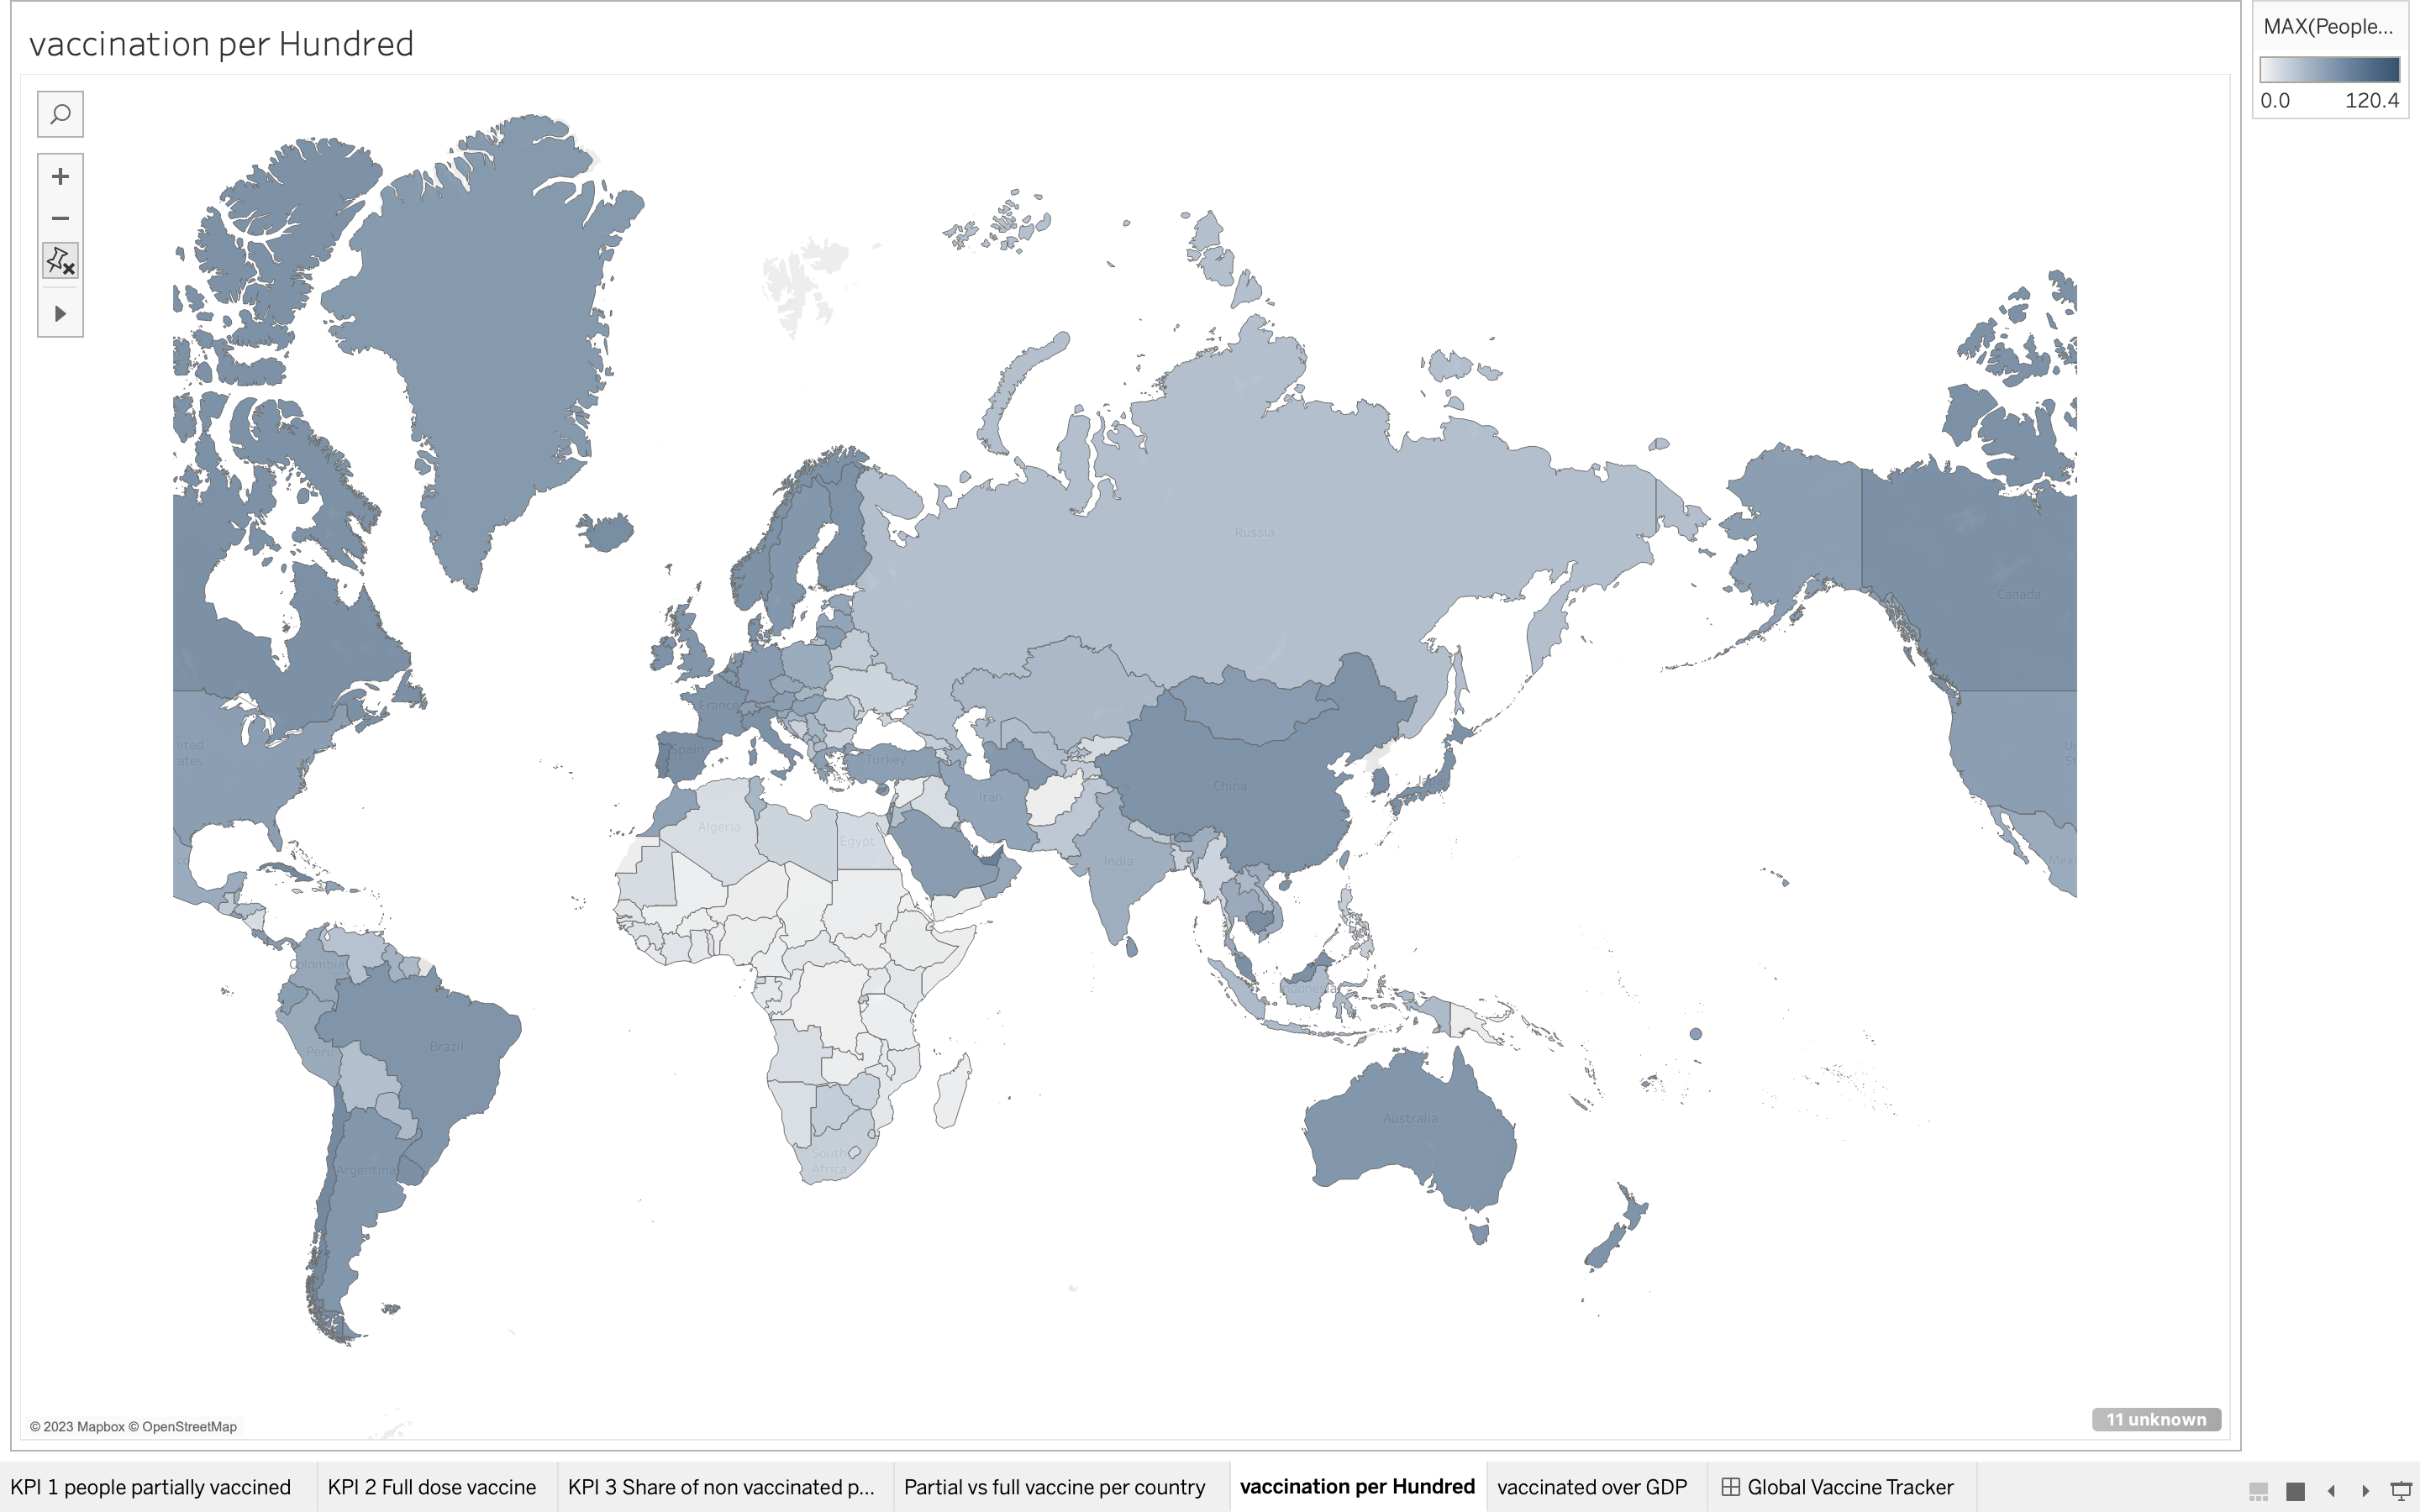 vaccination per Hundred
MAX(People...
0.0 120.4
Russia
Canada
France
Spain
Turkey
Iran
China
Japan
Algeria
Egypt
India
Colombia
Indonesia
Peru
Brazil
Argentina
South
Africa
Australia
© 2023 Mapbox © OpenStreetMap
11 unknown
KPI 1 people partially vaccined
KPI 2 Full dose vaccine
KPI 3 Share of non vaccinated p...
Partial vs full vaccine per country
vaccination per Hundred
vaccinated over GDP
Global Vaccine Tracker